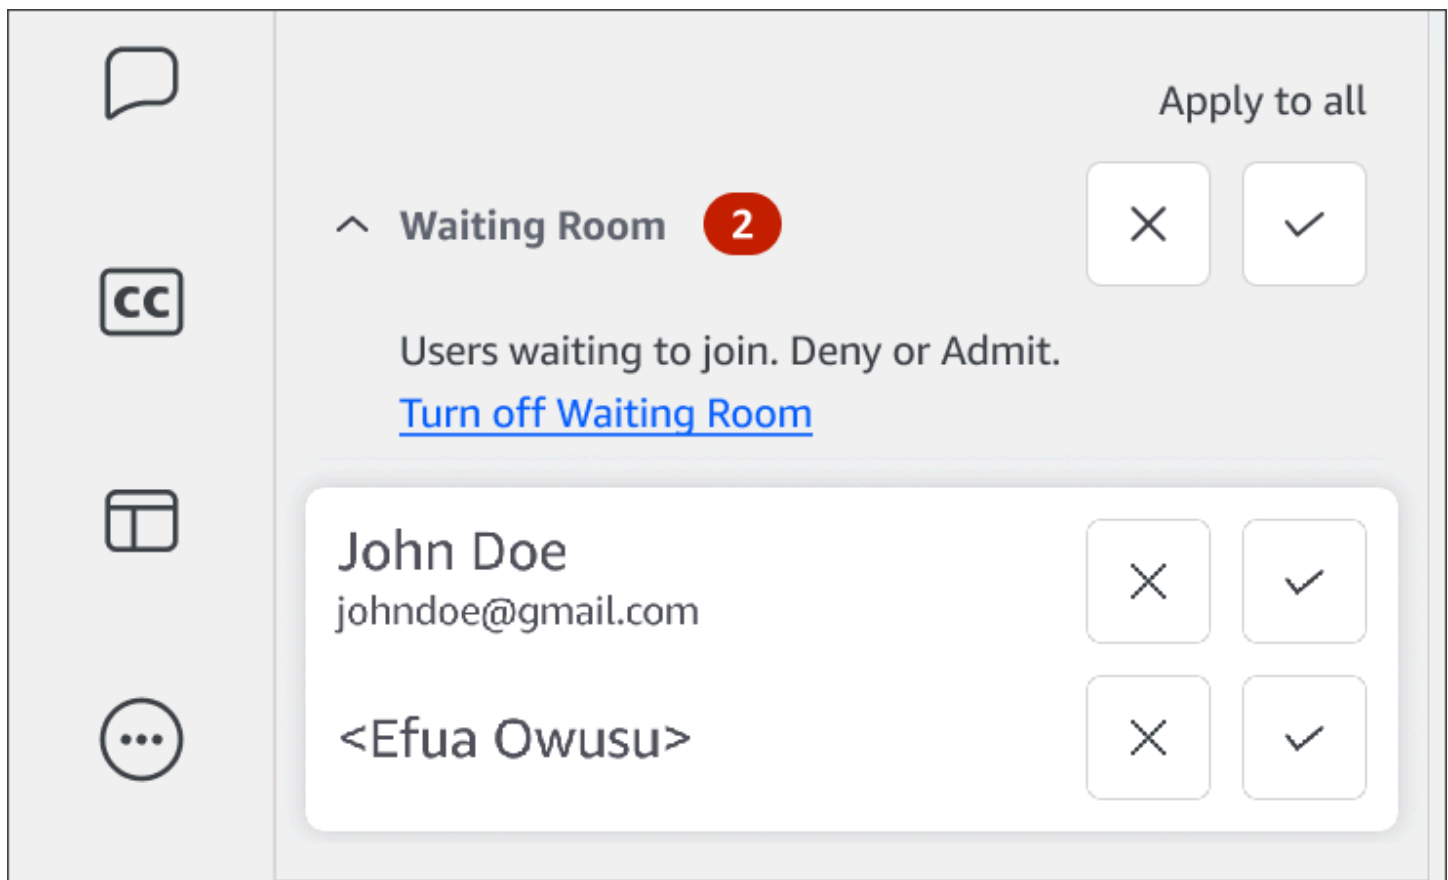 Apply to all
Waiting Room 2
CC
Users waiting to join. Deny or Admit.
Turn off Waiting Room
John Doe
johndoe@gmail.com
<Efua Owusu>